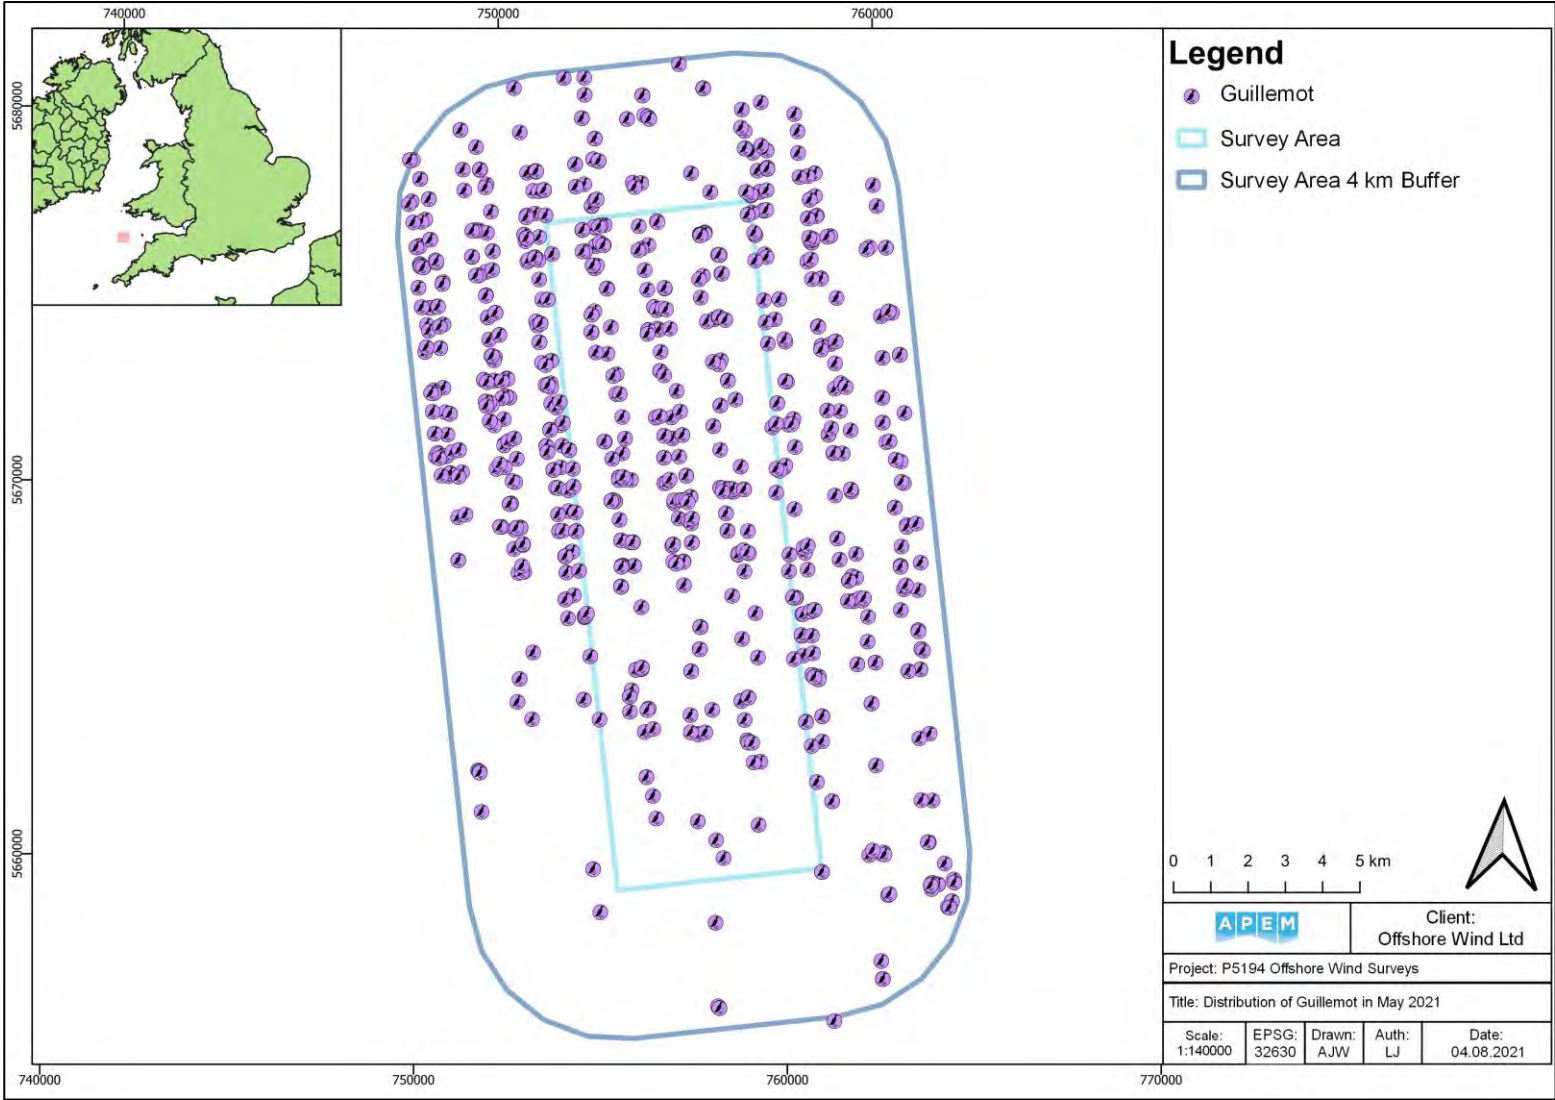 740000 750000 760000
5680000
5670000
5660000
Legend
Guillemot
Survey Area
Survey Area 4 km Buffer
0 1 2 3 4 5 km
APEM
Client:
Offshore Wind Ltd
Project: P5194 Offshore Wind Surveys
Title: Distribution of Guillemot in May 2021
Scale:
1:140000
EPSG:
32630
Drawn:
AJW
Auth:
LJ
Date:
04.08.2021
740000 750000 760000 770000